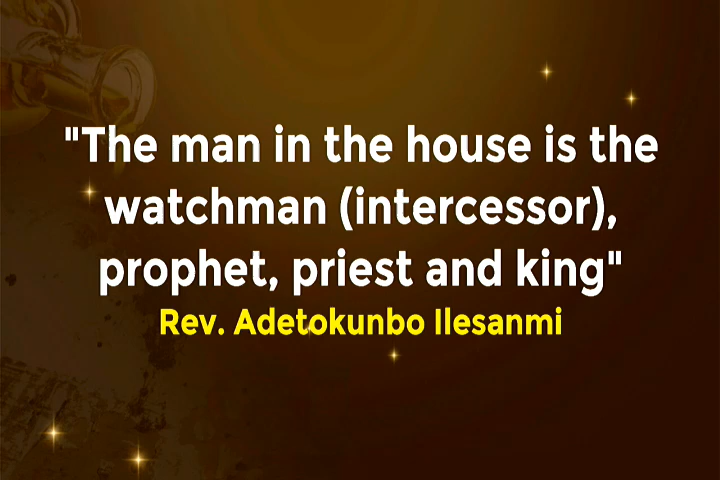 "The man in the house is the
watchman (intercessor),
prophet, priest and king"
Rev. Adetokunbo Ilesanmi